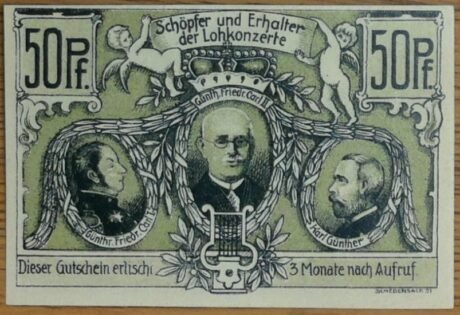 50 Pf.
Schöpfer und Erhalter
der Lohkonzerte
50 Pf.
Günth. Friedr. Carl II
Günthr. Friedr. Carl I.
Karl Günther
Dieser Gutschein erlischt 3 Monate nach Aufruf.